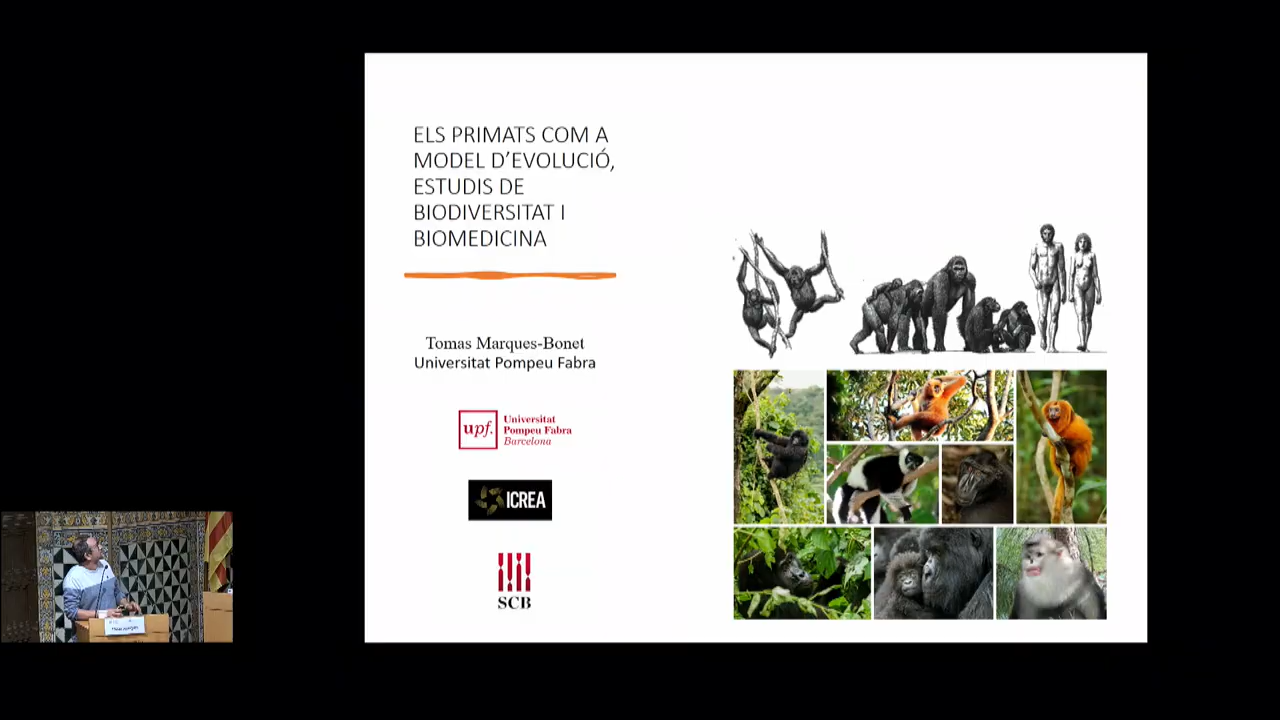 ELS PRIMATS COM A
MODEL D'EVOLUCIÓ,
ESTUDIS DE
BIODIVERSITAT I
BIOMEDICINA
Tomas Marques-Bonet
Universitat Pompeu Fabra
upf.
Universitat
Pompeu Fabra
Barcelona
ICREA
SCB